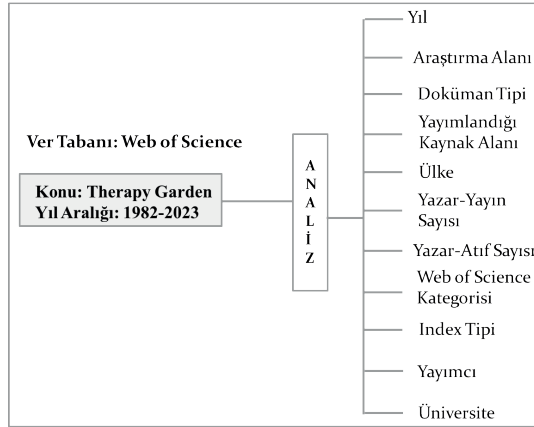 Ver Tabanı: Web of Science
Konu: Therapy Garden
Yıl Aralığı: 1982-2023
A
N
A
L
İ
Z
Yıl
Araştırma Alanı
Doküman Tipi
Yayımlandığı
Kaynak Alanı
Ülke
Yazar-Yayın
Sayısı
Yazar-Atıf Sayısı
Web of Science
Kategorisi
Index Tipi
Yayımcı
Üniversite